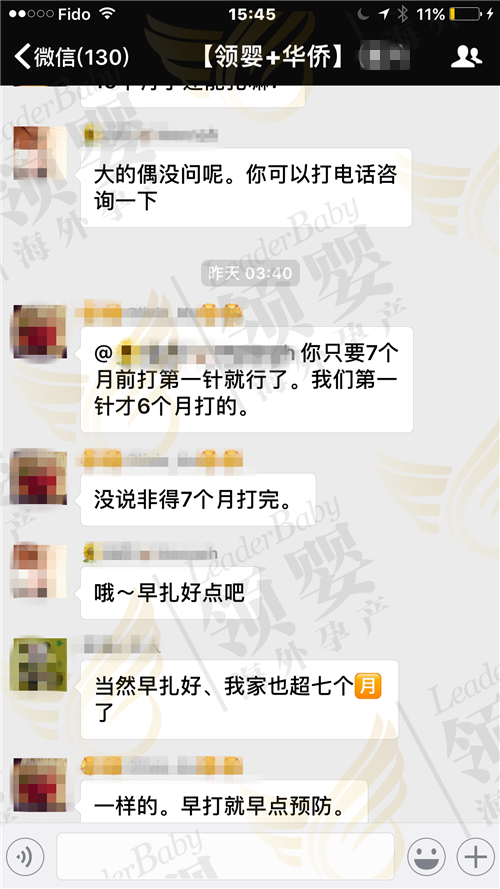 Fido
15:45
11%
微信(130)
【领婴+华侨】
大的偶没问呢。你可以打电话咨
询一下
昨天 03:40
@
你只要7个
月前打第一针就行了。我们第一
针才6个月打的。
没说非得7个月打完。
哦~早扎好点吧
当然早扎好、我家也超七个月
了
一样的。早打就早点预防。
LeaderBaby
领婴
海外孕产